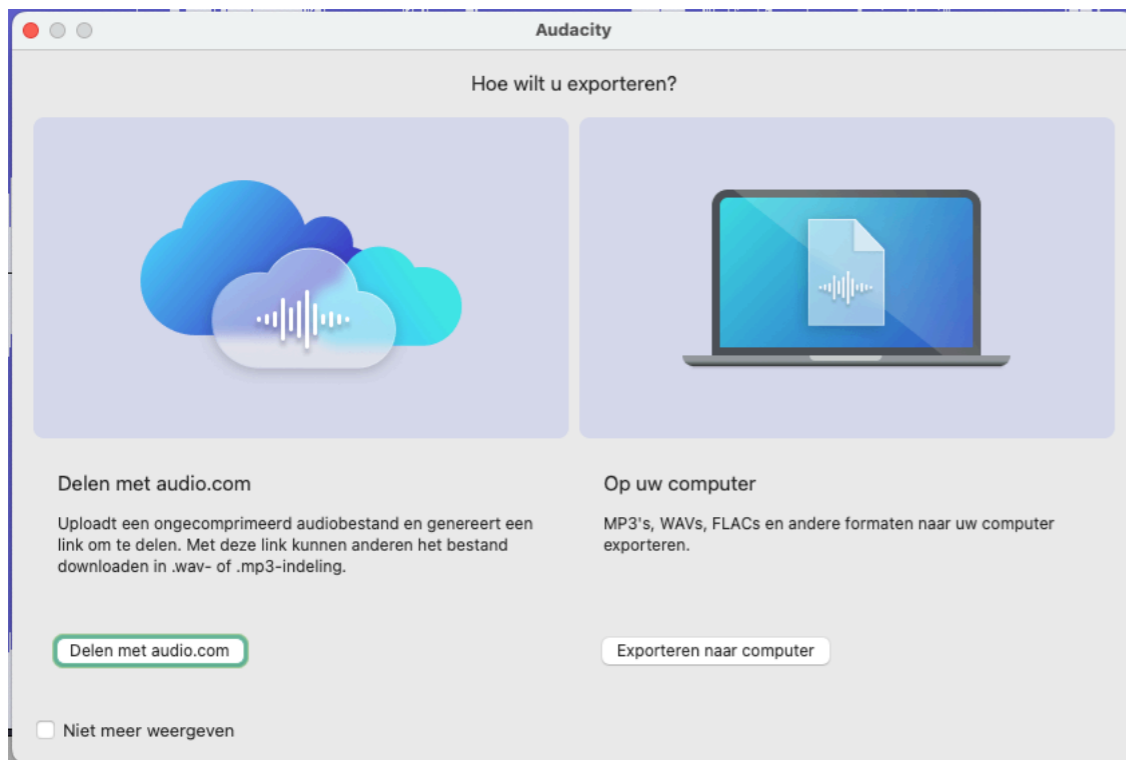 Audacity
Hoe wilt u exporteren?
Delen met audio.com
Uploadt een ongecomprimeerd audiobestand en genereert een
link om te delen. Met deze link kunnen anderen het bestand
downloaden in .wav- of .mp3-indeling.
Delen met audio.com
Op uw computer
MP3's, WAVs, FLACs en andere formaten naar uw computer
exporteren.
Exporteren naar computer
Niet meer weergeven